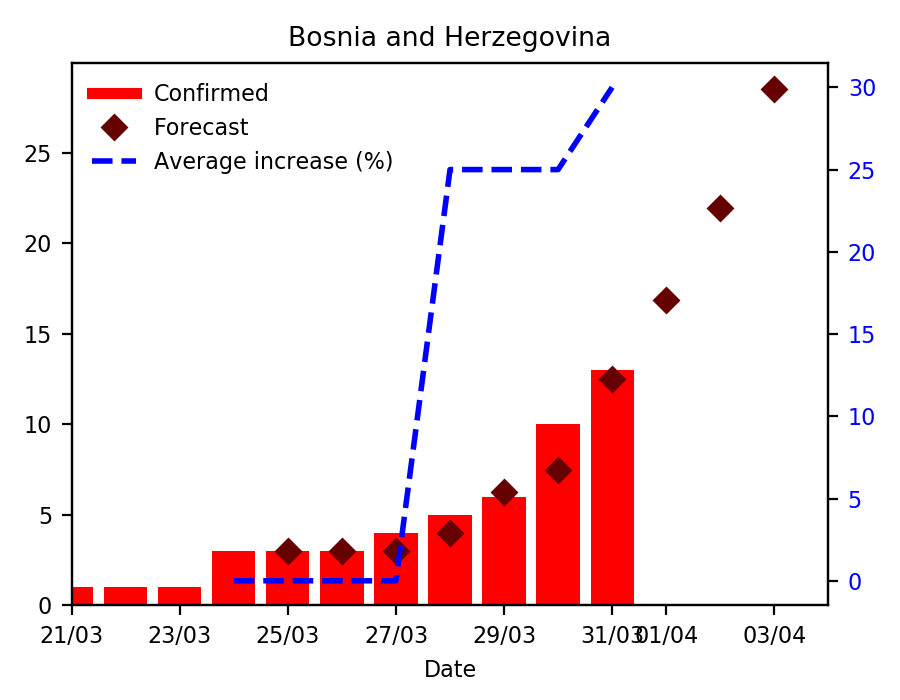 Bosnia and Herzegovina
Confirmed
Forecast
Average increase (%)
25
20
15
10
5
0
30
25
20
15
10
5
0
21/03 23/03 25/03 27/03 29/03 31/03 01/04 03/04
Date